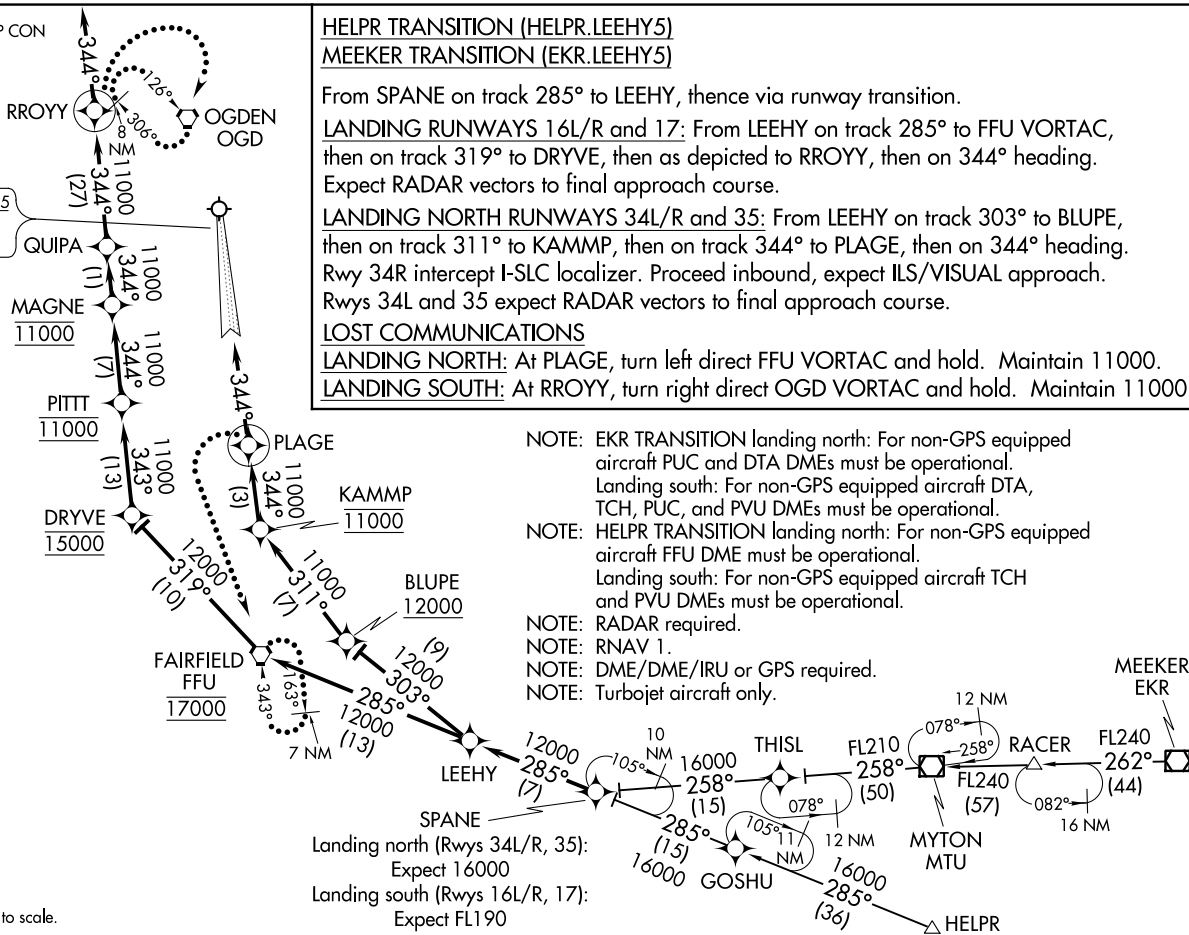 CON
HELPR TRANSITION (HELPR.LEEHY5)
MEEKER TRANSITION (EKR.LEEHY5)
From SPANE on track 285° to LEEHY, thence via runway transition.
LANDING RUNWAYS 16L/R and 17: From LEEHY on track 285° to FFU VORTAC,
then on track 319° to DRYVE, then as depicted to RROYY, then on 344° heading.
Expect RADAR vectors to final approach course.
LANDING NORTH RUNWAYS 34L/R and 35: From LEEHY on track 303° to BLUPE,
then on track 311° to KAMMP, then on track 344° to PLAGE, then on 344° heading.
Rwy 34R intercept I-SLC localizer. Proceed inbound, expect ILS/VISUAL approach.
Rwys 34L and 35 expect RADAR vectors to final approach course.
LOST COMMUNICATIONS
LANDING NORTH: At PLAGE, turn left direct FFU VORTAC and hold. Maintain 11000.
LANDING SOUTH: At RROYY, turn right direct OGD VORTAC and hold. Maintain 11000
344°
RROYY
126°
306°
8
NM
OGDEN
OGD
11000
344°
(27)
5
QUIPA
11000
344°
(1)
MAGNE
11000
11000
344°
(7)
PITTT
11000
11000
343°
(13)
DRYVE
15000
12000
319°
(10)
FAIRFIELD
FFU
17000
343°
163°
7 NM
344°
PLAGE
11000
344°
(3)
KAMMP
11000
11000
311°
(7)
BLUPE
12000
(9)
12000
303°
285°
12000
(13)
LEEHY
12000
285°
(7)
NOTE: EKR TRANSITION landing north: For non-GPS equipped
aircraft PUC and DTA DMEs must be operational.
Landing south: For non-GPS equipped aircraft DTA,
TCH, PUC, and PVU DMEs must be operational.
NOTE: HELPR TRANSITION landing north: For non-GPS equipped
aircraft FFU DME must be operational.
Landing south: For non-GPS equipped aircraft TCH
and PVU DMEs must be operational.
NOTE: RADAR required.
NOTE: RNAV 1.
NOTE: DME/DME/IRU or GPS required.
NOTE: Turbojet aircraft only.
SPANE
Landing north (Rwys 34L/R, 35):
Expect 16000
Landing south (Rwys 16L/R, 17):
Expect FL190
105°
10
NM
16000
258°
(15)
THISL
078°
12 NM
FL210
258°
(50)
078°
258°
12 NM
MYTON
MTU
RACER
FL240
(57)
082°
16 NM
FL240
262°
(44)
MEEKER
EKR
285°
(15)
16000
105°
11
NM
GOSHU
16000
285°
(36)
HELPR
to scale.